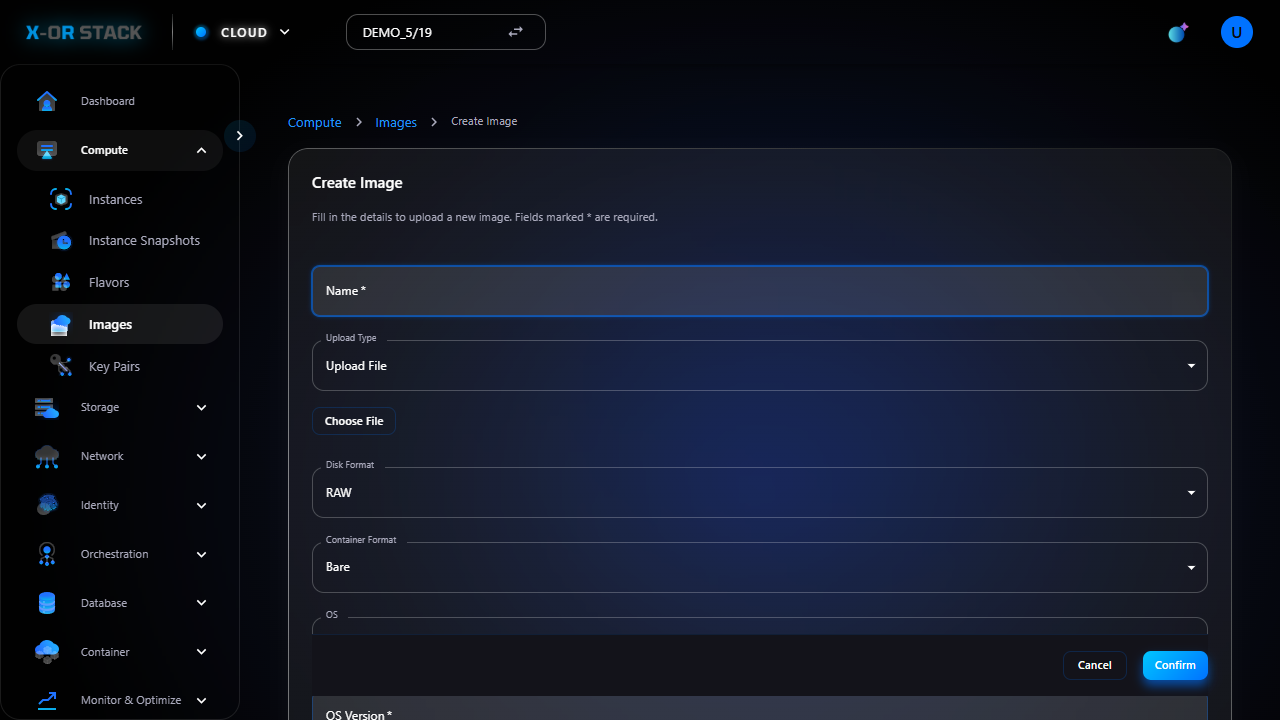 X-OR STACK
CLOUD
DEMO_5/19
U
Dashboard
Compute
Instances
Instance Snapshots
Flavors
Images
Key Pairs
Storage
Network
Identity
Orchestration
Database
Container
Monitor & Optimize
Compute > Images > Create Image
Create Image
Fill in the details to upload a new image. Fields marked * are required.
Name *
Upload Type
Upload File
Choose File
Disk Format
RAW
Container Format
Bare
OS
Cancel
Confirm
OS Version *